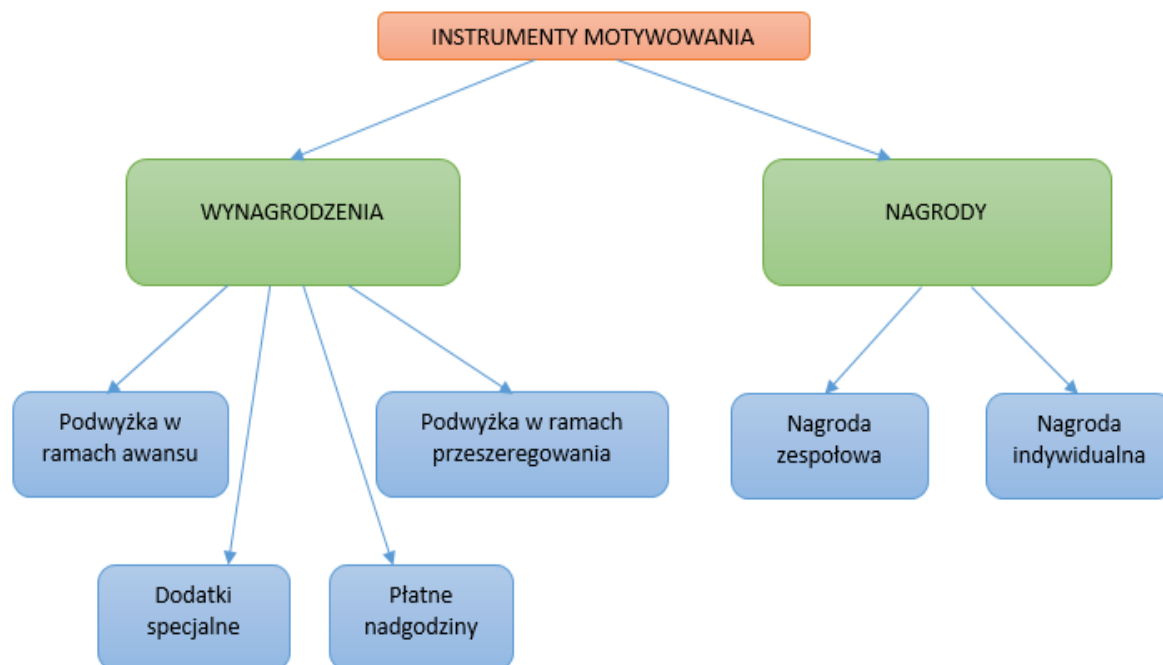 INSTRUMENTY MOTYWOWANIA
WYNAGRODZENIA
NAGRODY
Podwyżka w
ramach awansu
Podwyżka w ramach
przeszeregowania
Nagroda
zespołowa
Nagroda
indywidualna
Dodatki
specjalne
Płatne
nadgodziny